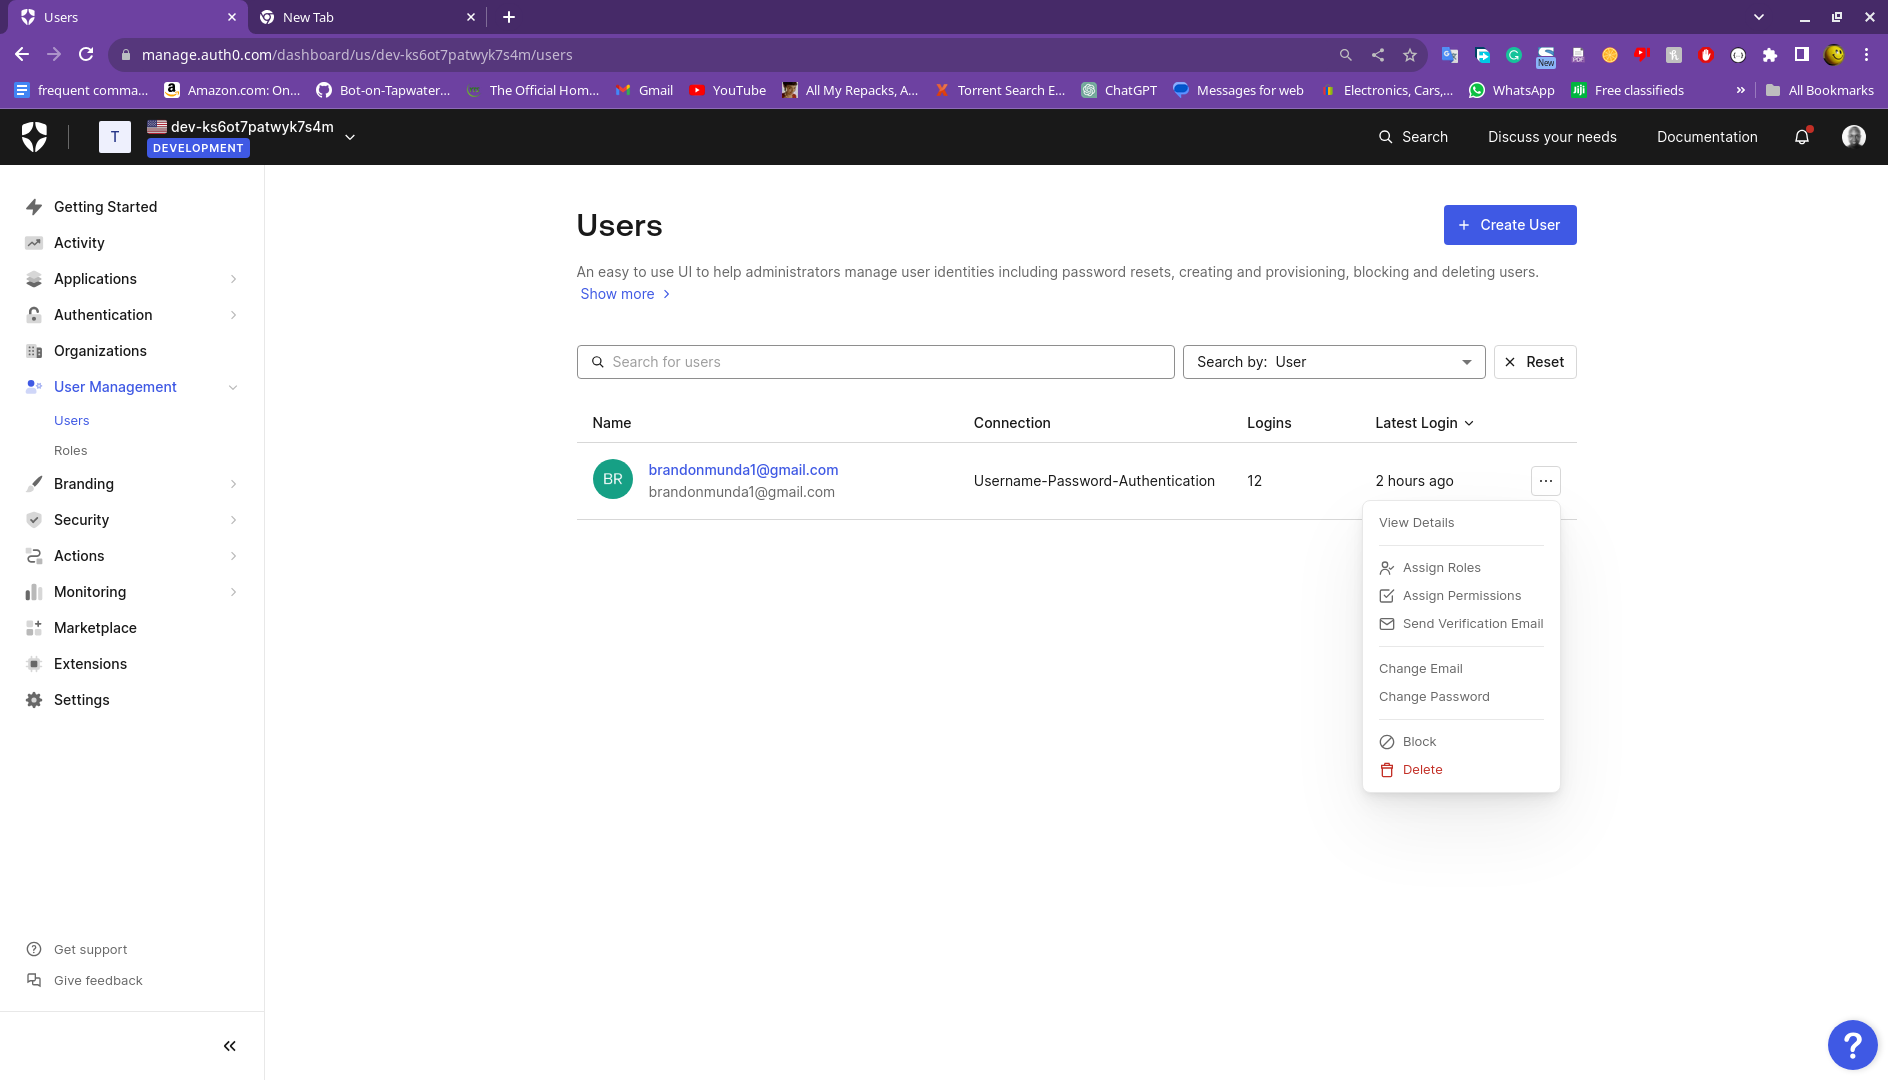 Users
New Tab
manage.auth0.com/dashboard/us/dev-ks6ot7patwyk7s4m/users
New
frequent comma...
Amazon.com: On...
Bot-on-Tapwater...
The Official Hom...
Gmail
YouTube
All My Repacks, A...
Torrent Search E...
ChatGPT
Messages for web
Electronics, Cars,...
WhatsApp
Jiji
Free classifieds
»
All Bookmarks
T
dev-ks6ot7patwyk7s4m
DEVELOPMENT
Search
Discuss your needs
Documentation
Getting Started
Activity
Applications
Authentication
Organizations
User Management
Users
Roles
Branding
Security
Actions
Monitoring
Marketplace
Extensions
Settings
Get support
Give feedback
Users
+ Create User
An easy to use UI to help administrators manage user identities including password resets, creating and provisioning, blocking and deleting users.
Show more
Search for users
Search by: User
Reset
Name Connection Logins Latest Login
BR
brandonmunda1@gmail.com
brandonmunda1@gmail.com
Username-Password-Authentication 12 2 hours ago
View Details
Assign Roles
Assign Permissions
Send Verification Email
Change Email
Change Password
Block
Delete
?